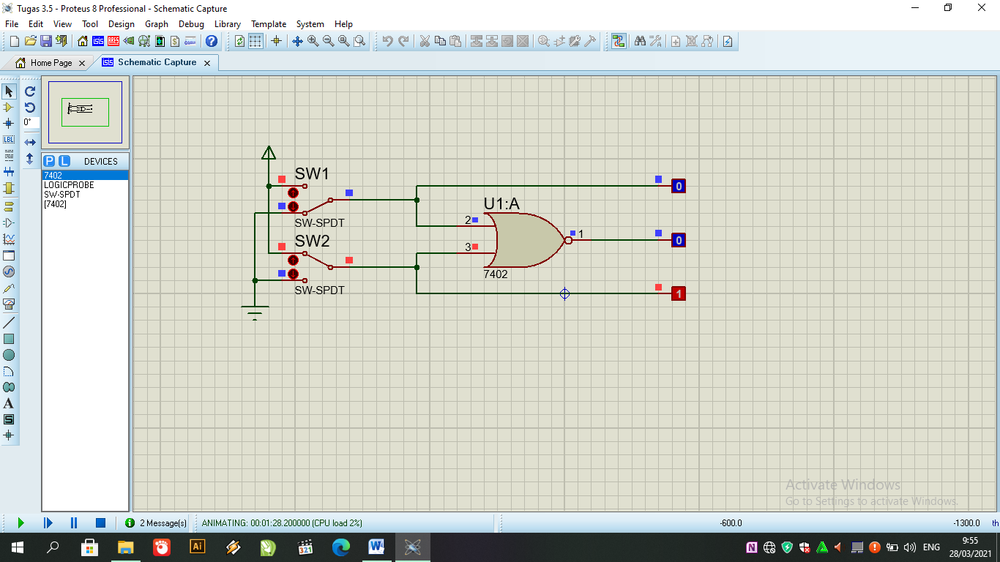 Tugas 3.5 - Proteus 8 Professional - Schematic Capture
File Edit View Tool Design Graph Debug Library Template System Help
Home Page Schematic Capture
0°
LBL
P L DEVICES
7402
LOGICPROBE
SW-SPDT
[7402]
A
S
SW1
SW-SPDT
SW2
SW-SPDT
U1:A
2
3
1
7402
0
0
1
Activate Windows
Go to Settings to activate Windows.
2 Message(s) ANIMATING: 00:01:28.200000 (CPU load 2%) -600.0 -1300.0 th
Ai 321 W N ENG 9:55
28/03/2021